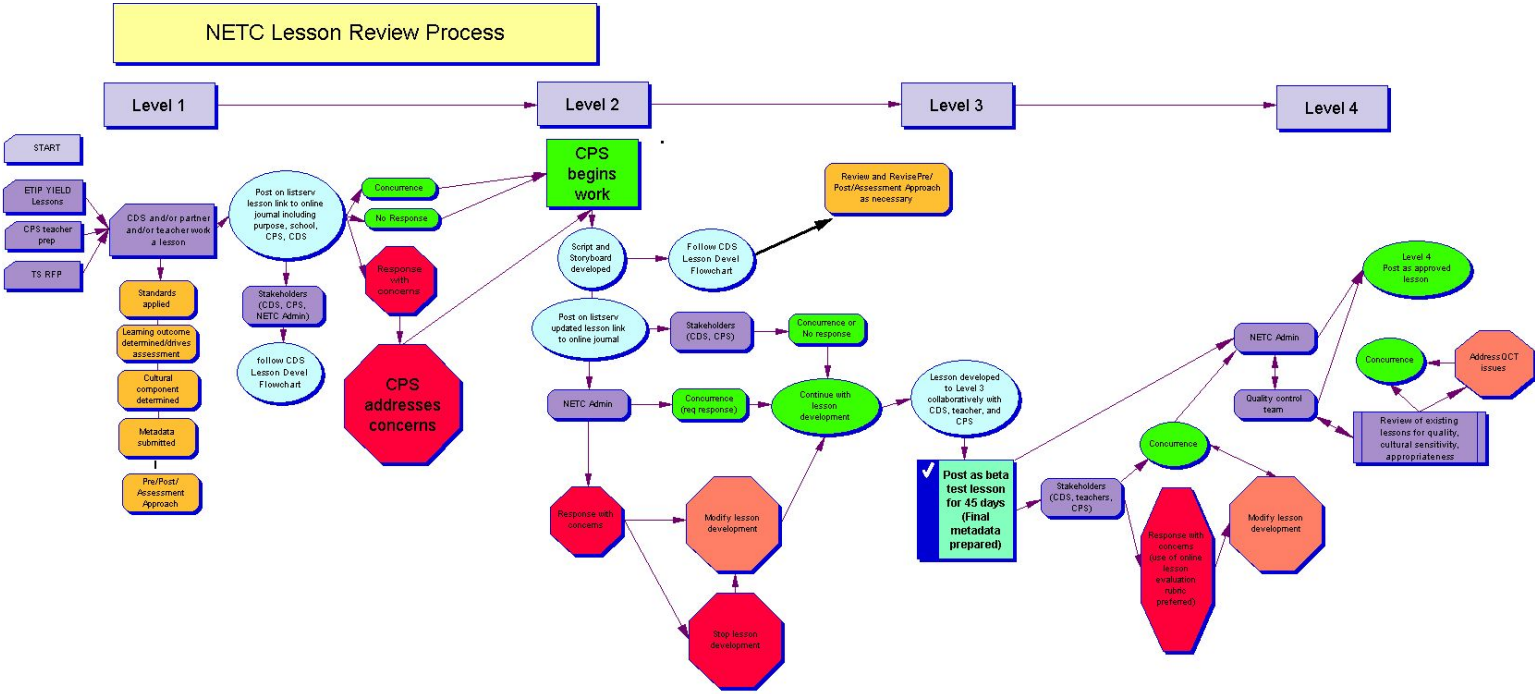 NETC Lesson Review Process
Level 1
Level 2
Level 3
Level 4
START
ETIP YIELD
Lessons
CPS teacher
prep
TS RFP
CDS and/or partner
and/or teacher work
a lesson
Standards
applied
Learning outcome
determined/drives
assessment
Cultural
component
determined
Metadata
submitted
Pre/Post/
Assessment
Approach
Post on listserv
lesson link to online
journal including
purpose, school,
CPS, CDS
Stakeholders
(CDS, CPS,
NETC Admin)
follow CDS
Lesson Devel
Flowchart
Concurrence
No Response
Response
with
concerns
CPS
addresses
concerns
CPS
begins
work
Script and
Storyboard
developed
Follow CDS
Lesson Devel
Flowchart
Review and RevisePre/
Post/Assessment Approach
as necessary
Post on listserv
updated lesson link
to online journal
Stakeholders
(CDS, CPS)
Concurrence or
No response
NETC Admin
Concurrence
(req response)
Continue with
lesson
development
Response with
concerns
Modify lesson
development
Stop lesson
development
Lesson developed
to Level 3
collaboratively with
CDS, teacher, and
CPS
Post as beta
test lesson
for 45 days
(Final
metadata
prepared)
Stakeholders
(CDS, teachers,
CPS)
Concurrence
Response with
concerns
(use of online
lesson
evaluation
rubric
preferred)
Modify lesson
development
NETC Admin
Quality control
team
Level 4
Post as approved
lesson
Concurrence
Address QCT
issues
Review of existing
lessons for quality,
cultural sensitivity,
appropriateness